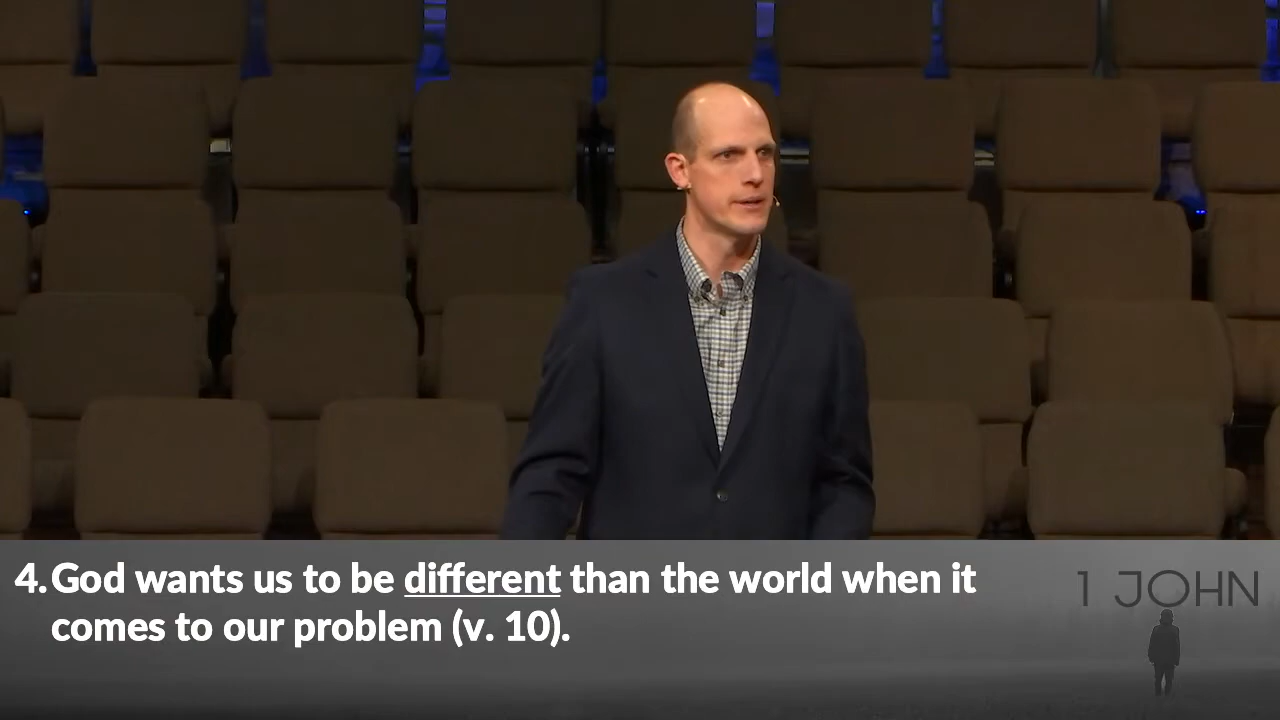 4. God wants us to be different than the world when it
comes to our problem (v. 10).
1 JOHN